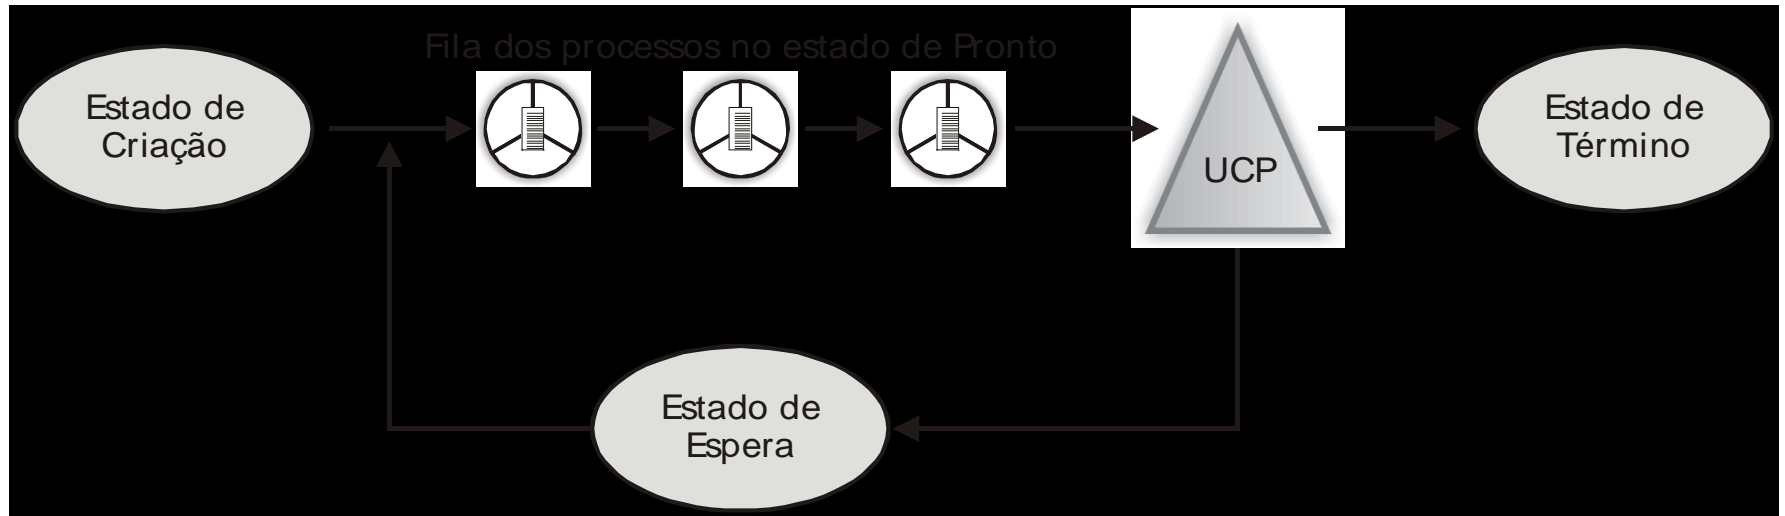 Fila dos processos no estado de Pronto
Estado de
Criação
UCP
Estado de
Término
Estado de
Espera